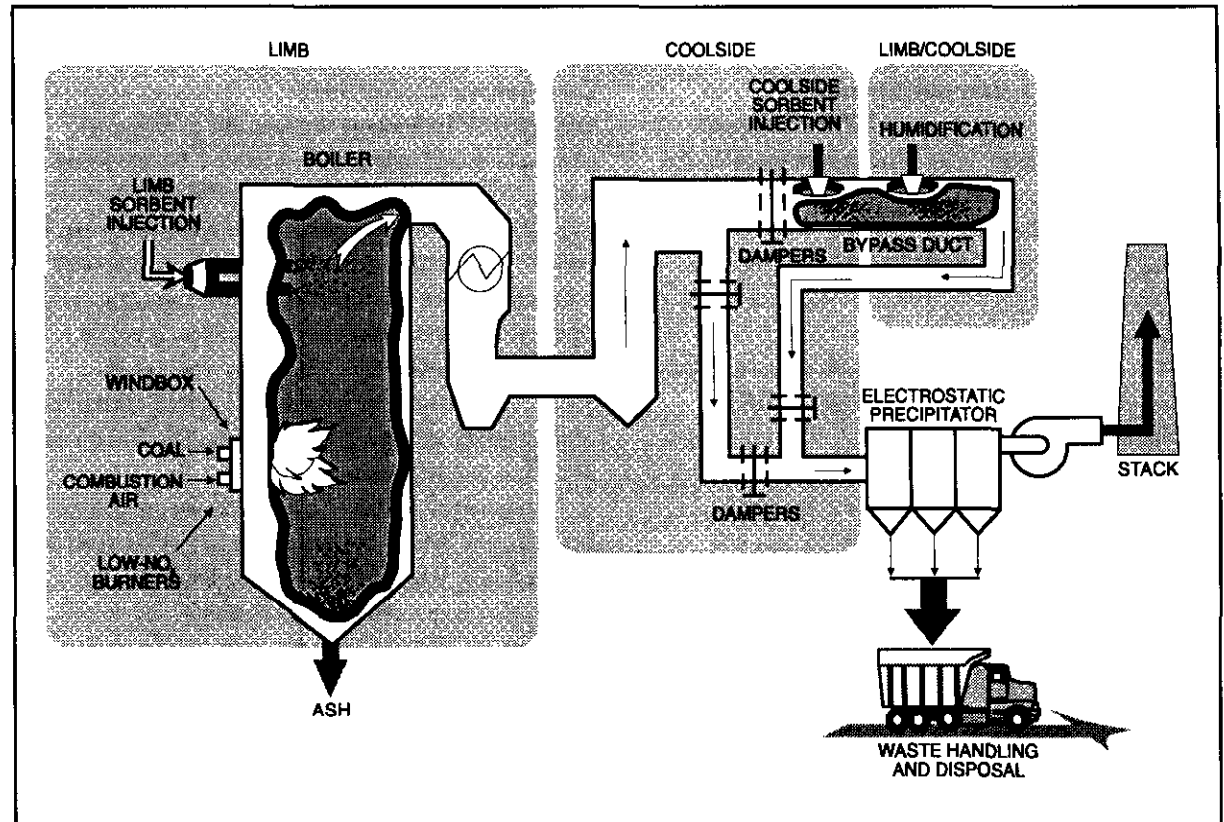 LIMB
COOLSIDE
LIMB/COOLSIDE
COOLSIDE
SORBENT
INJECTION
HUMIDIFICATION
BOILER
LIMB
SORBENT
INJECTION
BYPASS DUCT
DAMPERS
WINDBOX
COAL
COMBUSTION
AIR
LOW-NOx
BURNERS
ELECTROSTATIC
PRECIPITATOR
STACK
DAMPERS
ASH
WASTE HANDLING
AND DISPOSAL